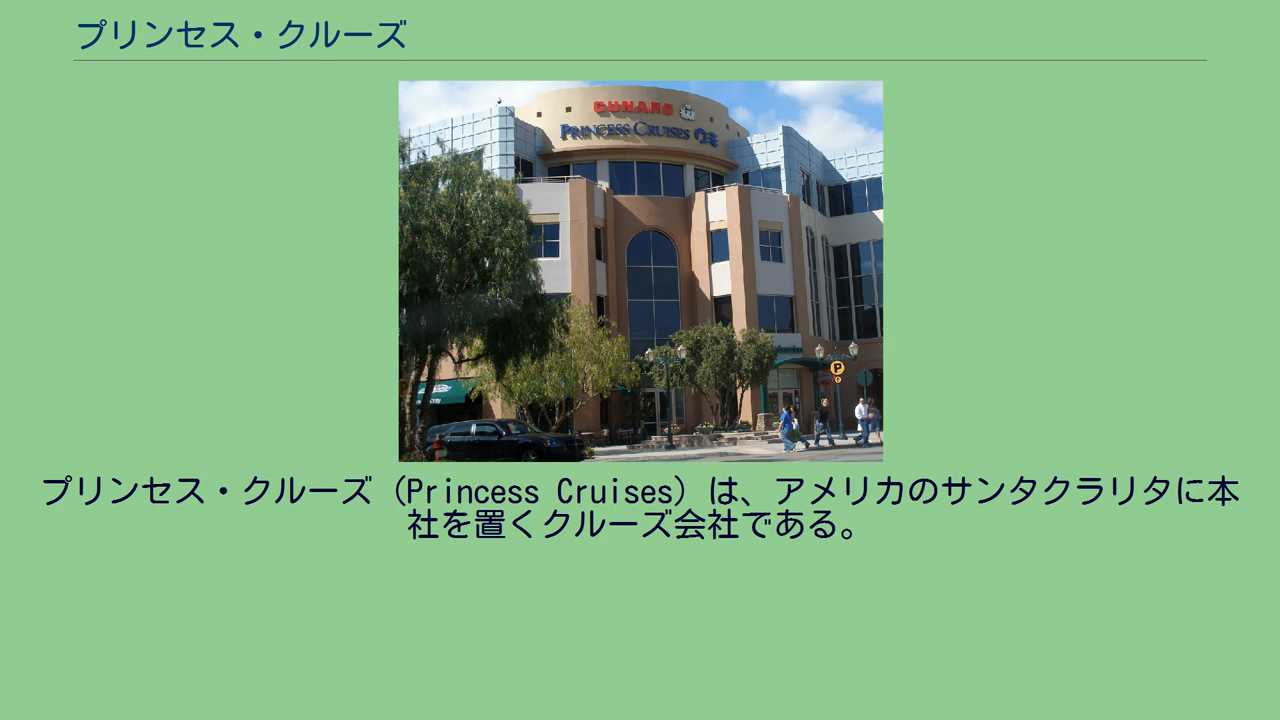 プリンセス・クルーズ
CUNARD
PRINCESS CRUISES
P
プリンセス・クルーズ（Princess Cruises）は、アメリカのサンタクラリタに本
社を置くクルーズ会社である。